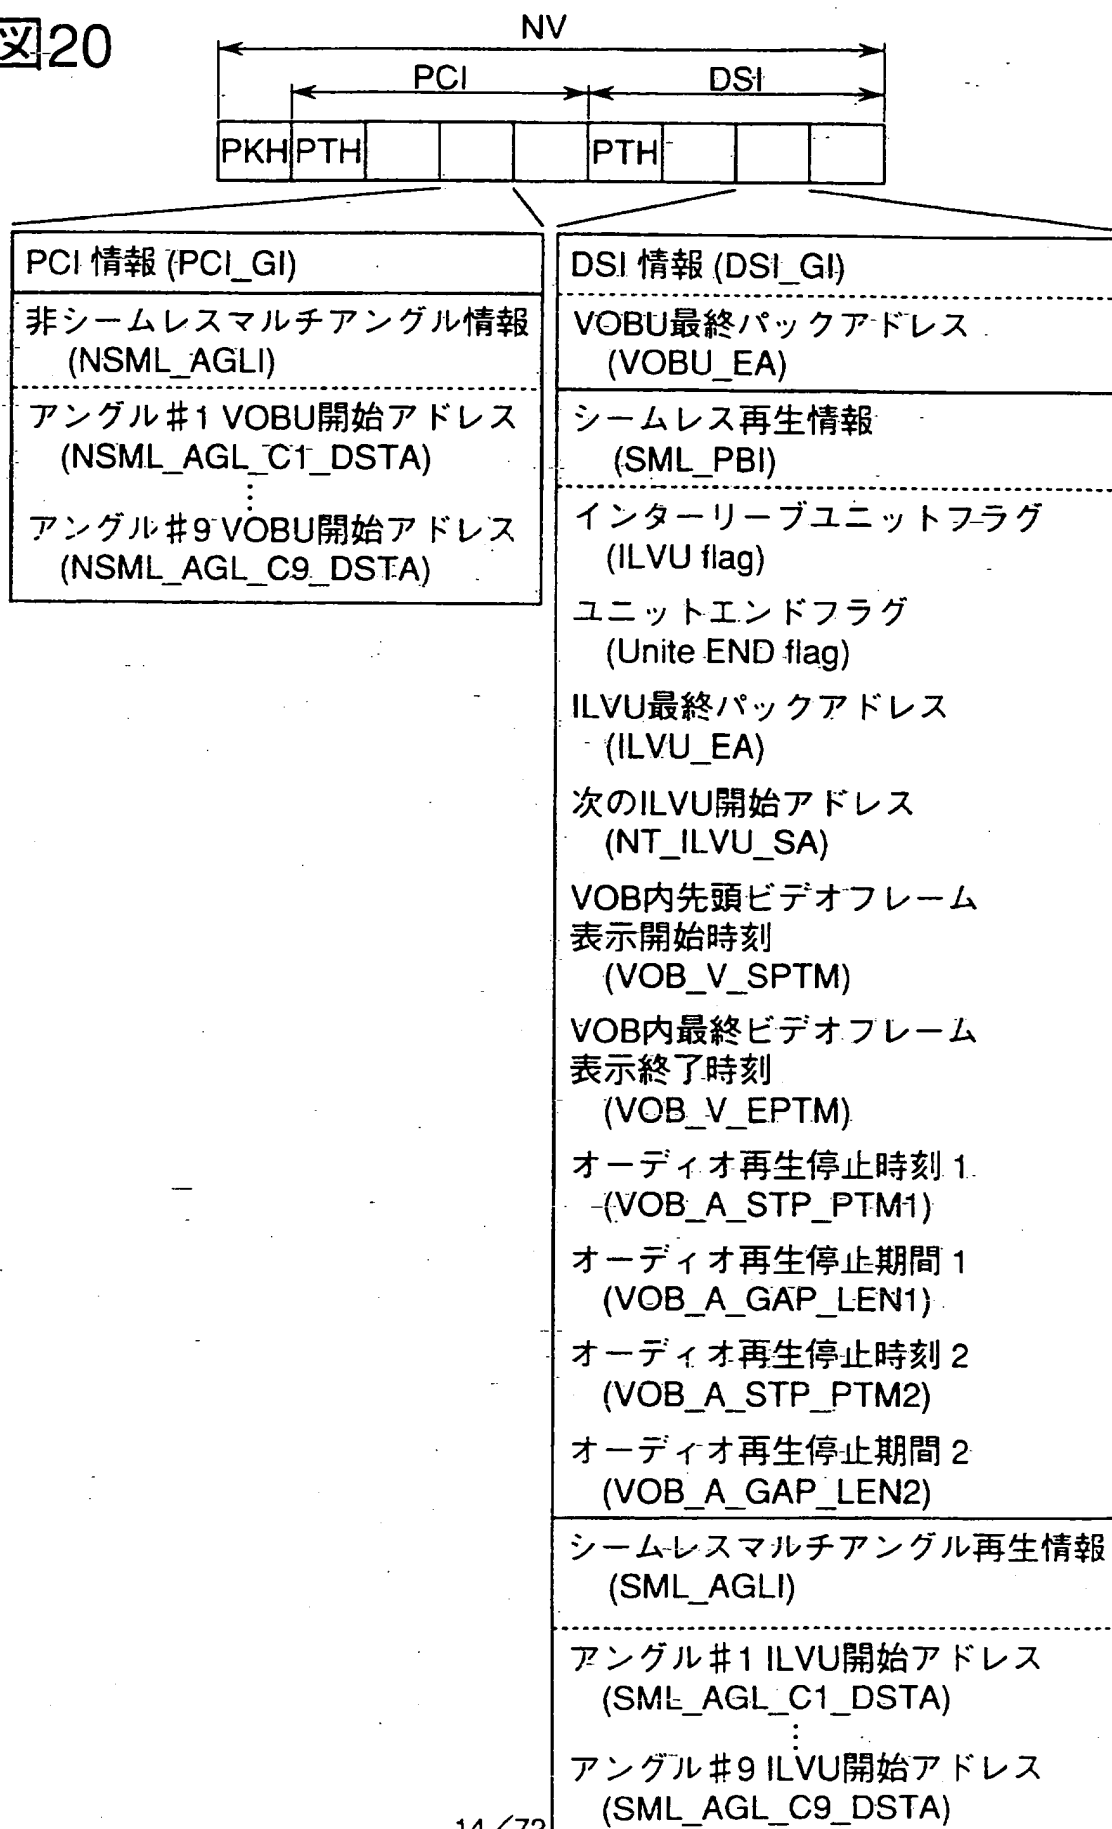 図20
NV
PCI
DSI
PKH PTH PTH
PCI 情報 (PCI_GI)
非シームレスマルチアングル情報
(NSML_AGLI)
アングル#1 VOBU開始アドレス
(NSML_AGL_C1_DSTA)
アングル#9 VOBU開始アドレス
(NSML_AGL_C9_DSTA)
DSI 情報 (DSI_GI)
VOBU最終パックアドレス
(VOBU_EA)
シームレス再生情報
(SML_PBI)
インターリーブユニットフラグ
(ILVU flag)
ユニットエンドフラグ
(Unite END flag)
ILVU最終パックアドレス
(ILVU_EA)
次のILVU開始アドレス
(NT_ILVU_SA)
VOB内先頭ビデオフレーム
表示開始時刻
(VOB_V_SPTM)
VOB内最終ビデオフレーム
表示終了時刻
(VOB_V_EPTM)
オーディオ再生停止時刻 1
(VOB_A_STP_PTM1)
オーディオ再生停止期間 1
(VOB_A_GAP_LEN1)
オーディオ再生停止時刻 2
(VOB_A_STP_PTM2)
オーディオ再生停止期間 2
(VOB_A_GAP_LEN2)
シームレスマルチアングル再生情報
(SML_AGLI)
アングル#1 ILVU開始アドレス
(SML_AGL_C1_DSTA)
アングル#9 ILVU開始アドレス
(SML_AGL_C9_DSTA)
14/72